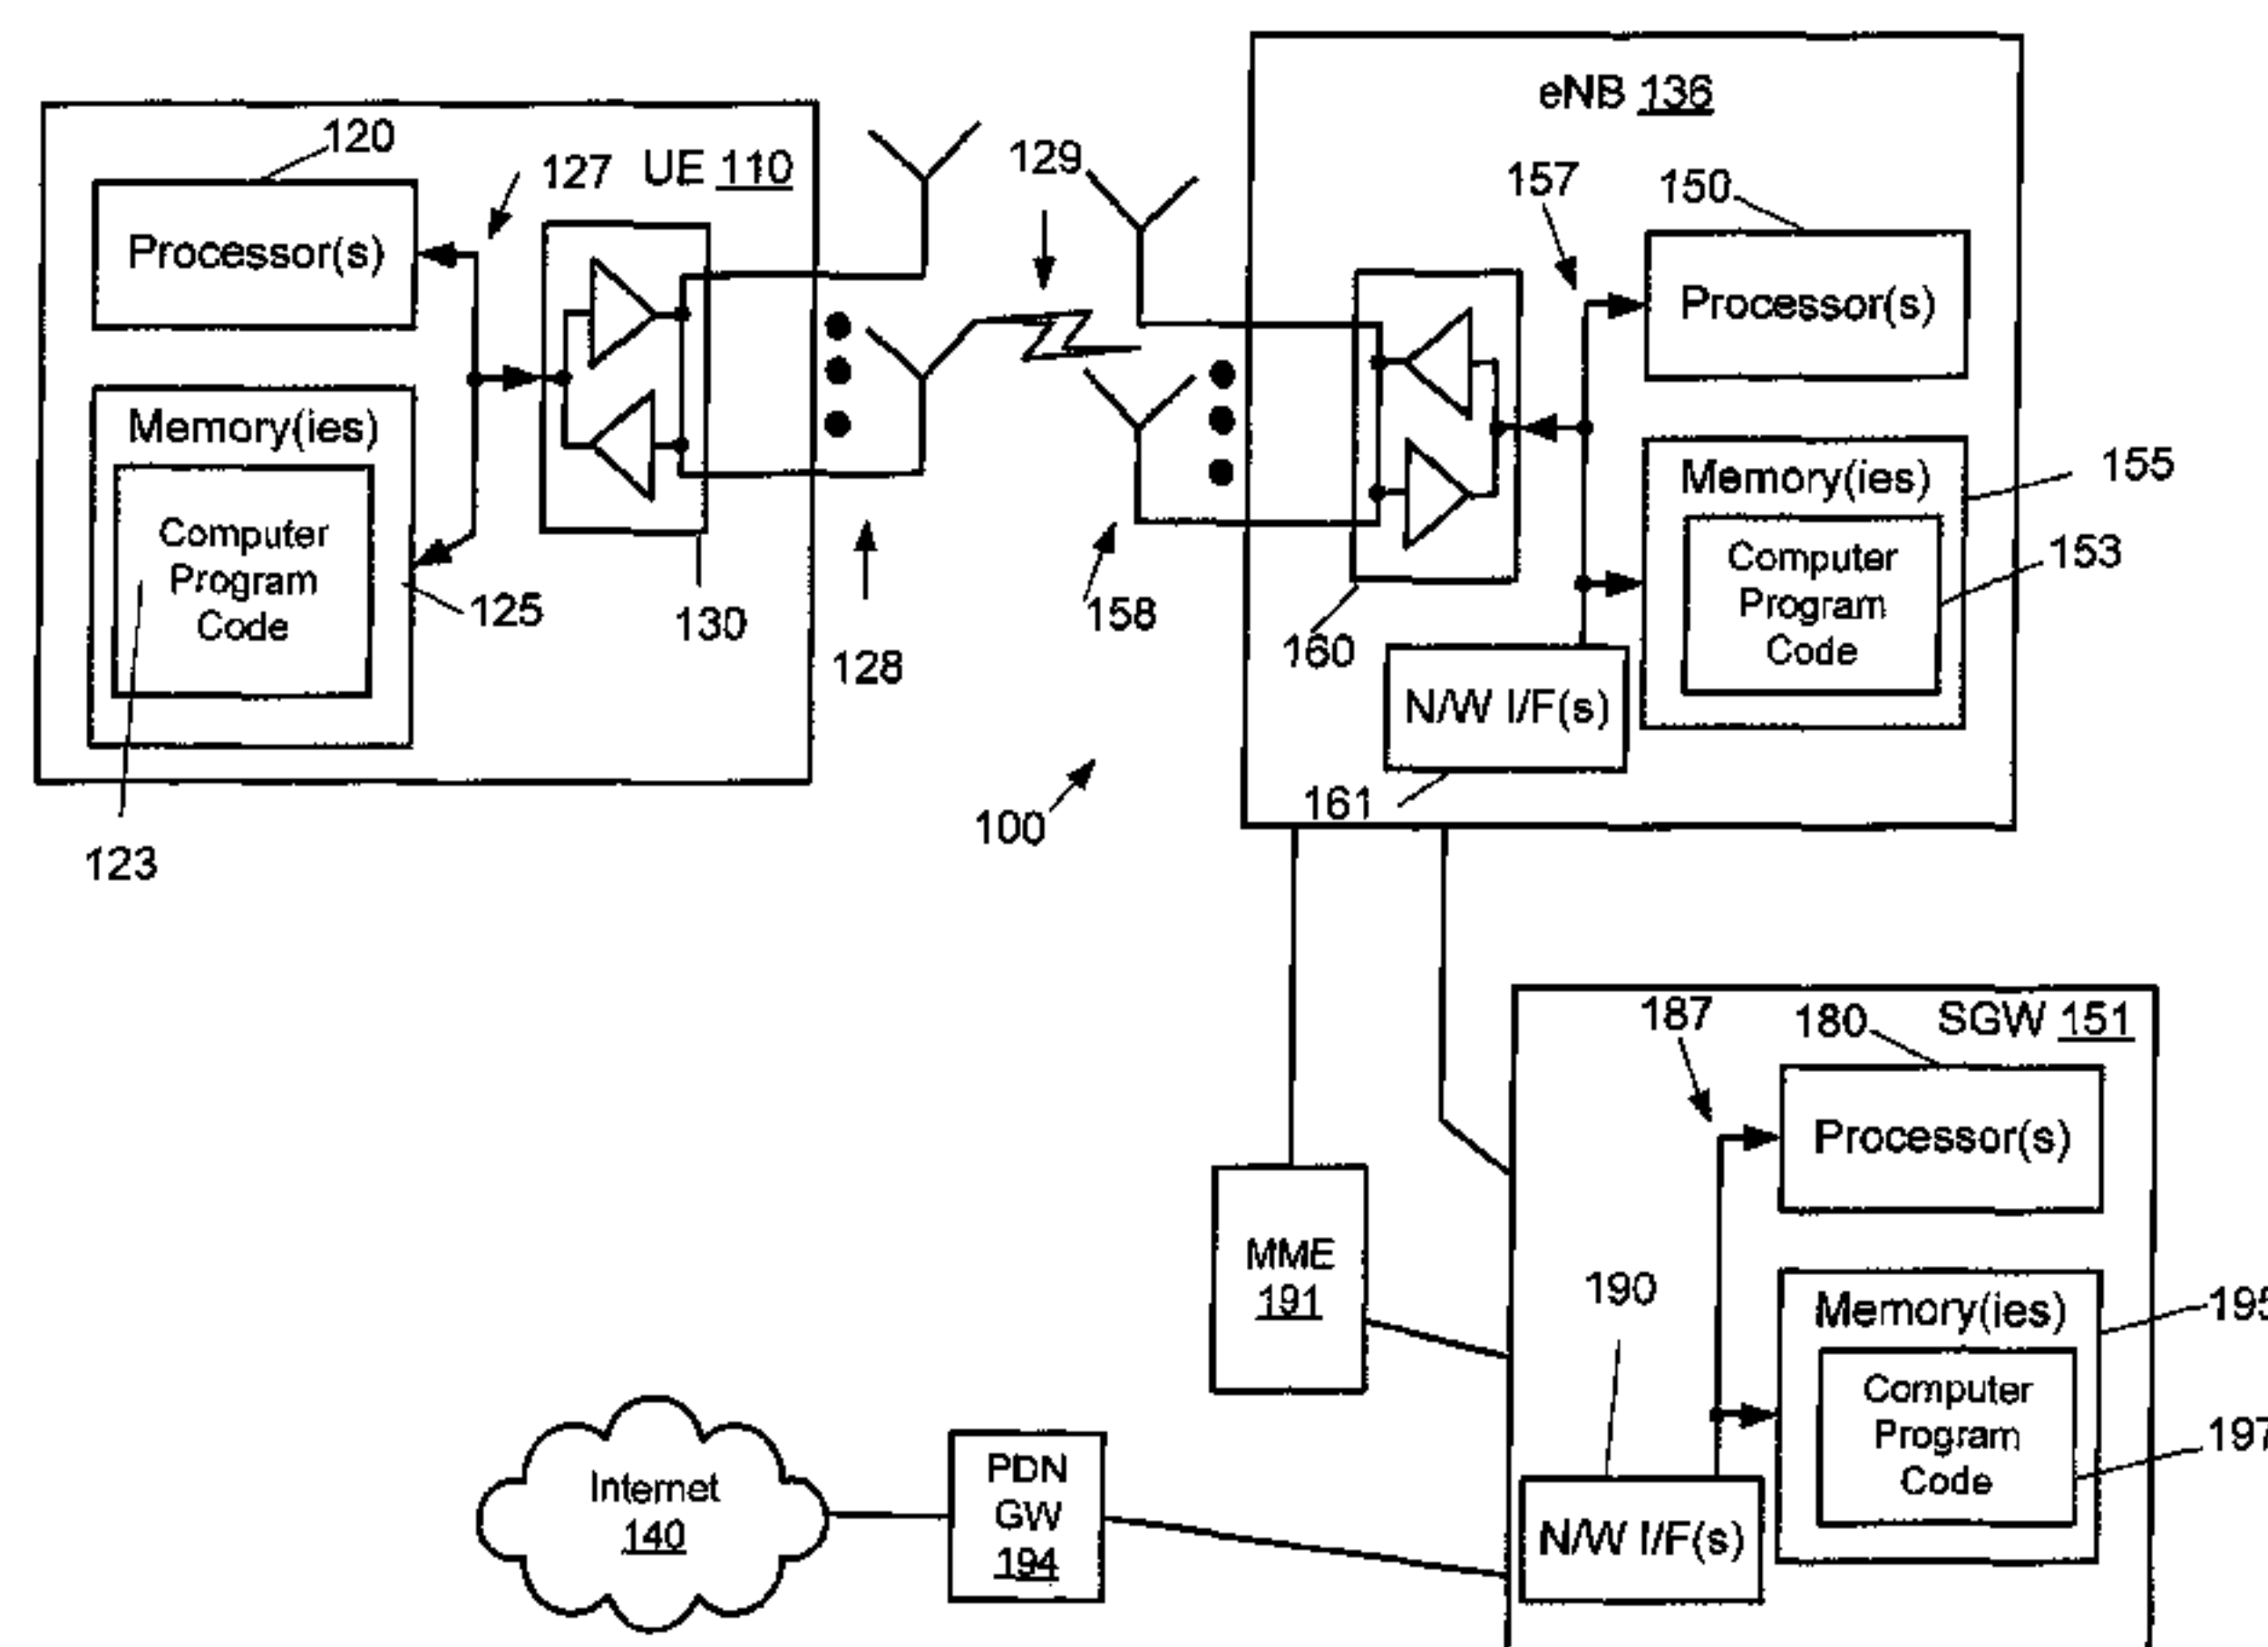 120
127
UE 110
Processor(s)
Memory(ies)
Computer
Program
Code
125
130
123
128
129
158
100
eNB 136
157
150
Processor(s)
Memory(ies)
Computer
Program
Code
155
153
160
N/W I/F(s)
161
MME
191
SGW 151
187
180
Processor(s)
190
Memory(ies)
Computer
Program
Code
195
197
N/W I/F(s)
Internet
140
PDN
GW
194